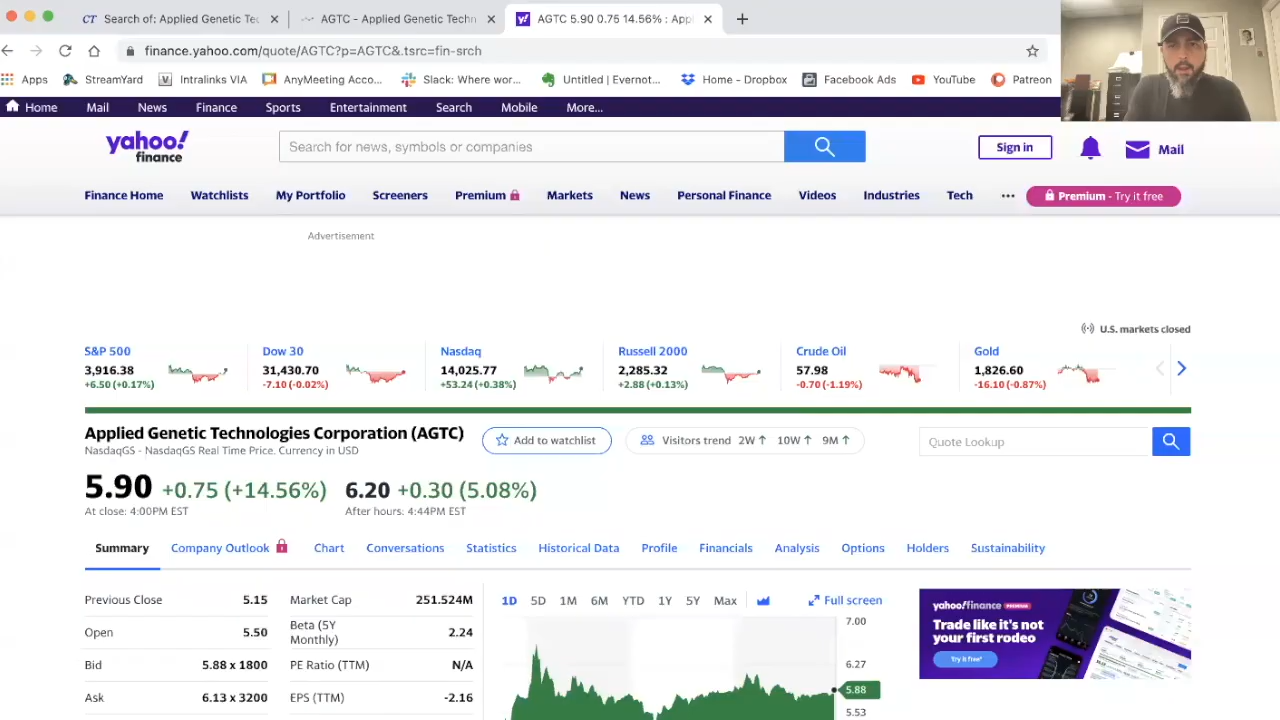 CT Search of: Applied Genetic Tec
AGTC - Applied Genetic Techn
AGTC 5.90 0.75 14.56% : Appl
finance.yahoo.com/quote/AGTC?p=AGTC&.tsrc=fin-srch
Apps StreamYard Intralinks VIA AnyMeeting Acco... Slack: Where wor... Untitled | Evernot... Home - Dropbox Facebook Ads YouTube Patreon
Home Mail News Finance Sports Entertainment Search Mobile More...
yahoo!
finance
Search for news, symbols or companies
Sign in
Mail
Finance Home Watchlists My Portfolio Screeners Premium Markets News Personal Finance Videos Industries Tech ••• Premium - Try it free
Advertisement
U.S. markets closed
S&P 500 Dow 30 Nasdaq Russell 2000 Crude Oil Gold
3,916.38 31,430.70 14,025.77 2,285.32 57.98 1,826.60
+6.50 (+0.17%) -7.10 (-0.02%) +53.24 (+0.38%) +2.88 (+0.13%) -0.70 (-1.19%) -16.10 (-0.87%)
Applied Genetic Technologies Corporation (AGTC)
NasdaqGS - NasdaqGS Real Time Price. Currency in USD
Add to watchlist
Visitors trend 2W↑ 10W↑ 9M↑
Quote Lookup
5.90 +0.75 (+14.56%) 6.20 +0.30 (5.08%)
At close: 4:00PM EST After hours: 4:44PM EST
Summary Company Outlook Chart Conversations Statistics Historical Data Profile Financials Analysis Options Holders Sustainability
Previous Close 5.15
Open 5.50
Bid 5.88 x 1800
Ask 6.13 x 3200
Market Cap 251.524M
Beta (5Y
Monthly) 2.24
PE Ratio (TTM) N/A
EPS (TTM) -2.16
1D 5D 1M 6M YTD 1Y 5Y Max Full screen
7.00
6.27
5.88
5.53
yahoo!finance PREMIUM
Trade like it's not
your first rodeo
Try it free!